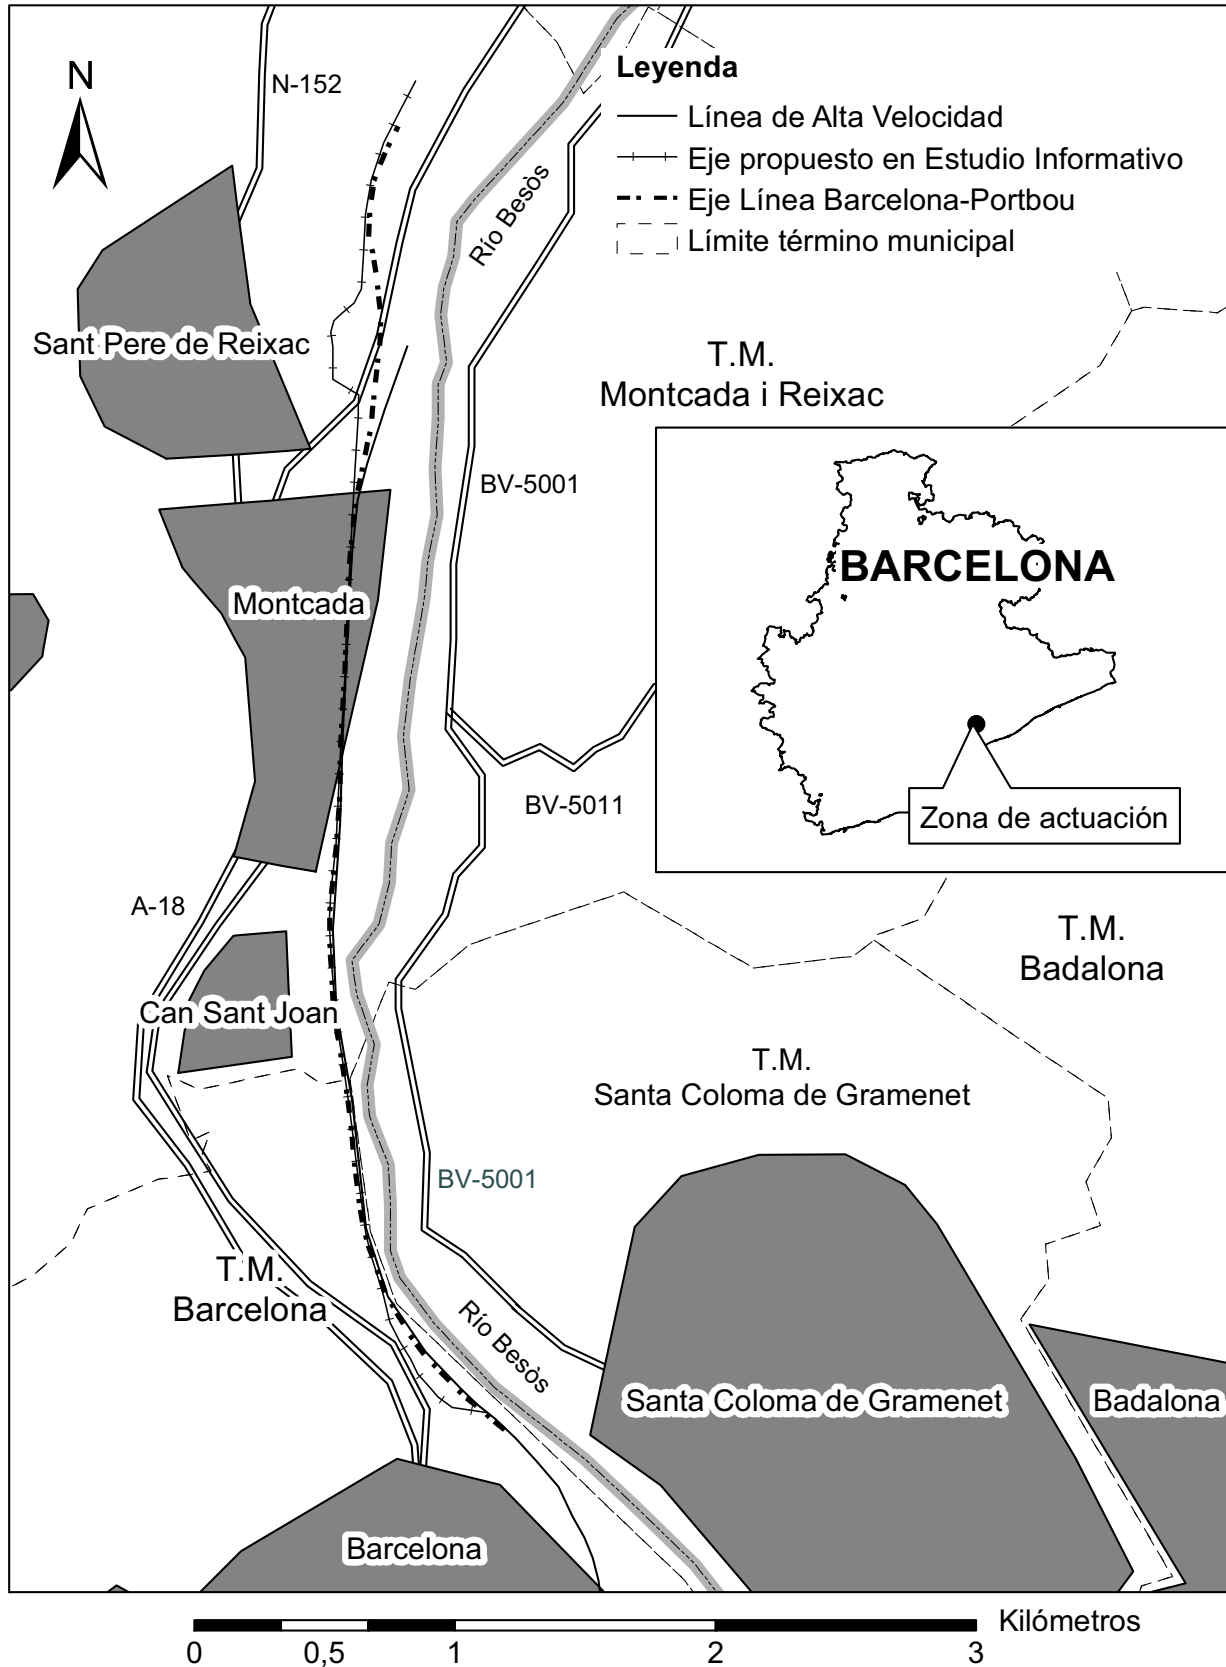 N
N-152
Leyenda
Línea de Alta Velocidad
Eje propuesto en Estudio Informativo
Eje Línea Barcelona-Portbou
Límite término municipal
Río Besòs
Sant Pere de Reixac
T.M.
Montcada i Reixac
BV-5001
BARCELONA
Montcada
Zona de actuación
BV-5011
A-18
T.M.
Badalona
Can Sant Joan
T.M.
Santa Coloma de Gramenet
BV-5001
T.M.
Barcelona
Río Besòs
Santa Coloma de Gramenet
Badalona
Barcelona
Kilómetros
0 0,5 1 2 3